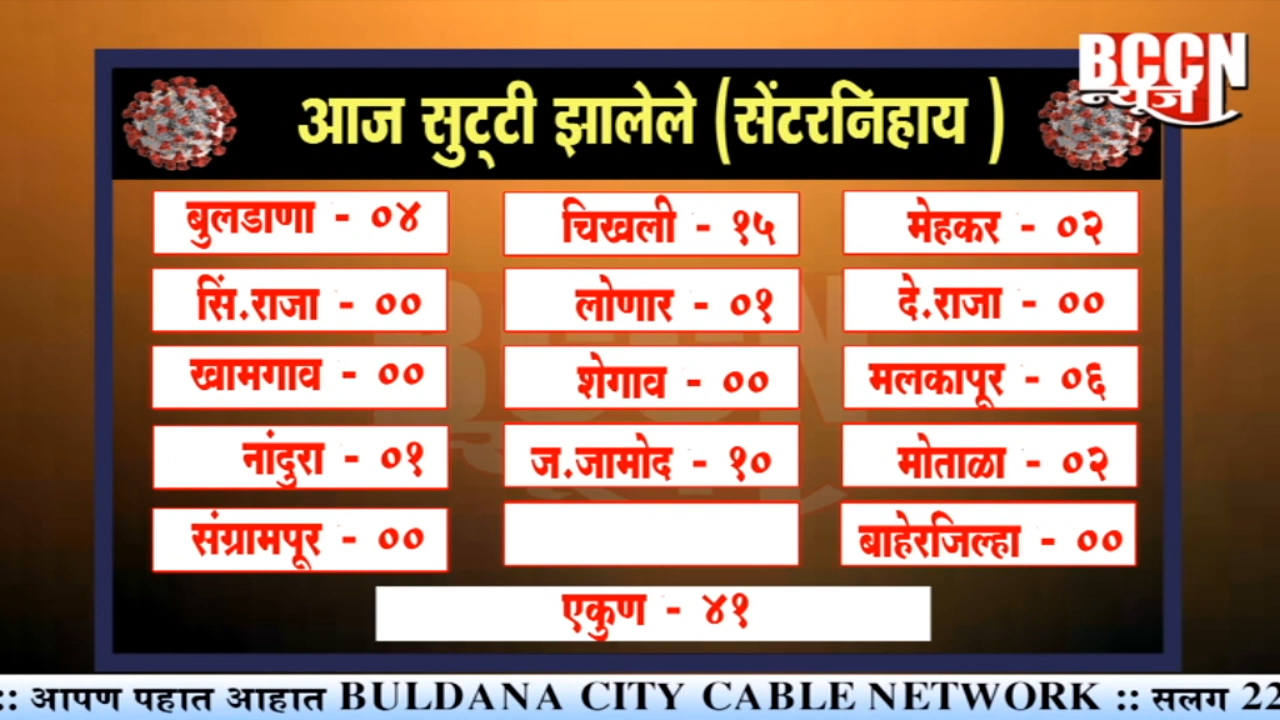 BCCN
न्यूज
आज सुट्टी झालेले (सेंटरनिहाय )
बुलडाणा - ०४
चिखली - १५
मेहकर - ०२
सिं.राजा - ००
लोणार - ०१
दे.राजा - ००
खामगाव - ००
शेगाव - ००
मलकापूर - ०६
नांदुरा - ०१
ज.जामोद - १०
मोताळा - ०२
संग्रामपूर - ००
बाहेरजिल्हा - ००
एकुण - ४१
:: आपण पहात आहात BULDANA CITY CABLE NETWORK :: सलग 22